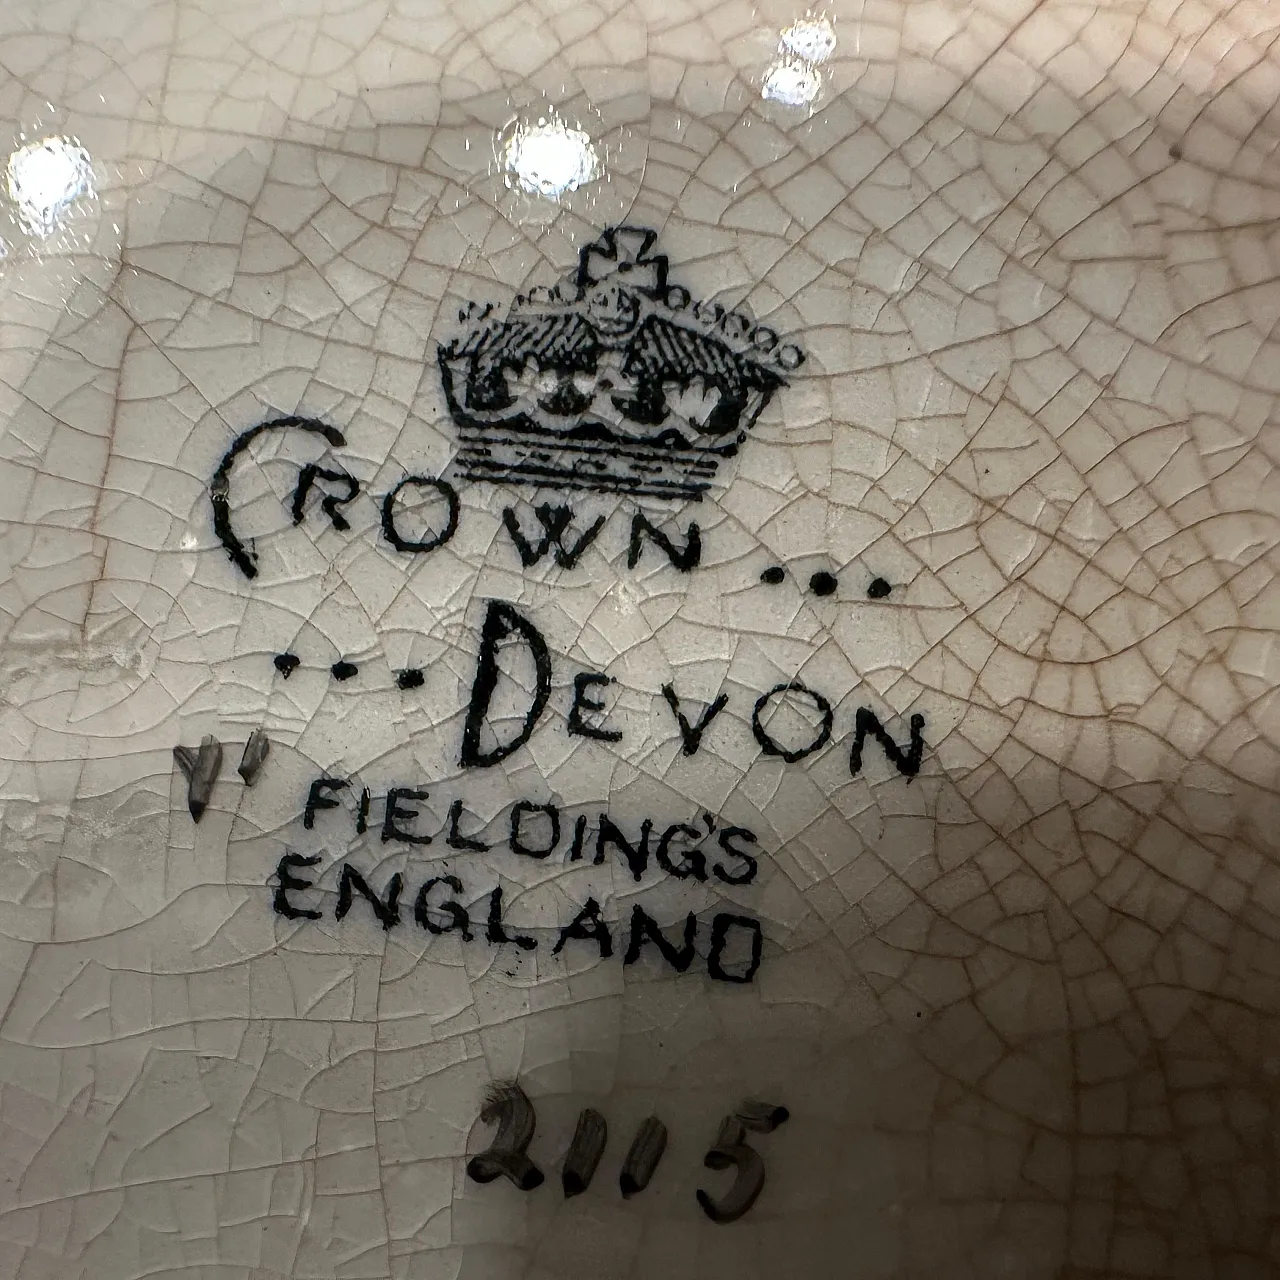 CROWN...
...DEVON
FIELDING'S
ENGLAND
2115